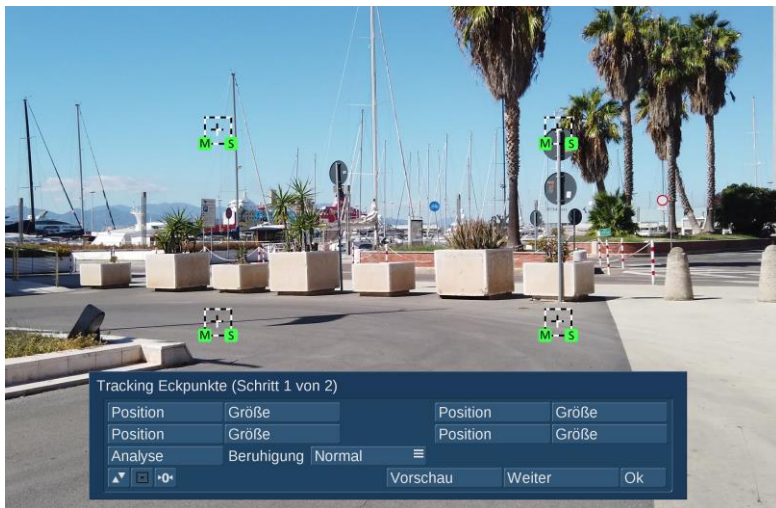 M S
M S
M S
M S
Tracking Eckpunkte (Schritt 1 von 2)
Position Größe Position Größe
Position Größe Position Größe
Analyse Beruhigung Normal
0 Vorschau Weiter Ok